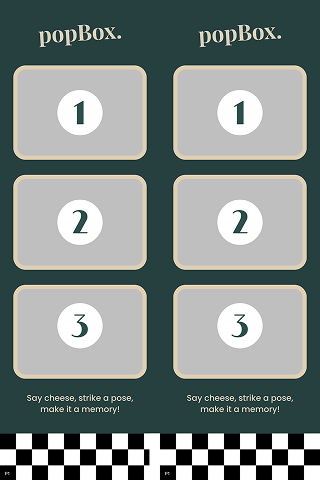 popBox.
1
2
3
Say cheese, strike a pose,
make it a memory!
popBox.
1
2
3
Say cheese, strike a pose,
make it a memory!